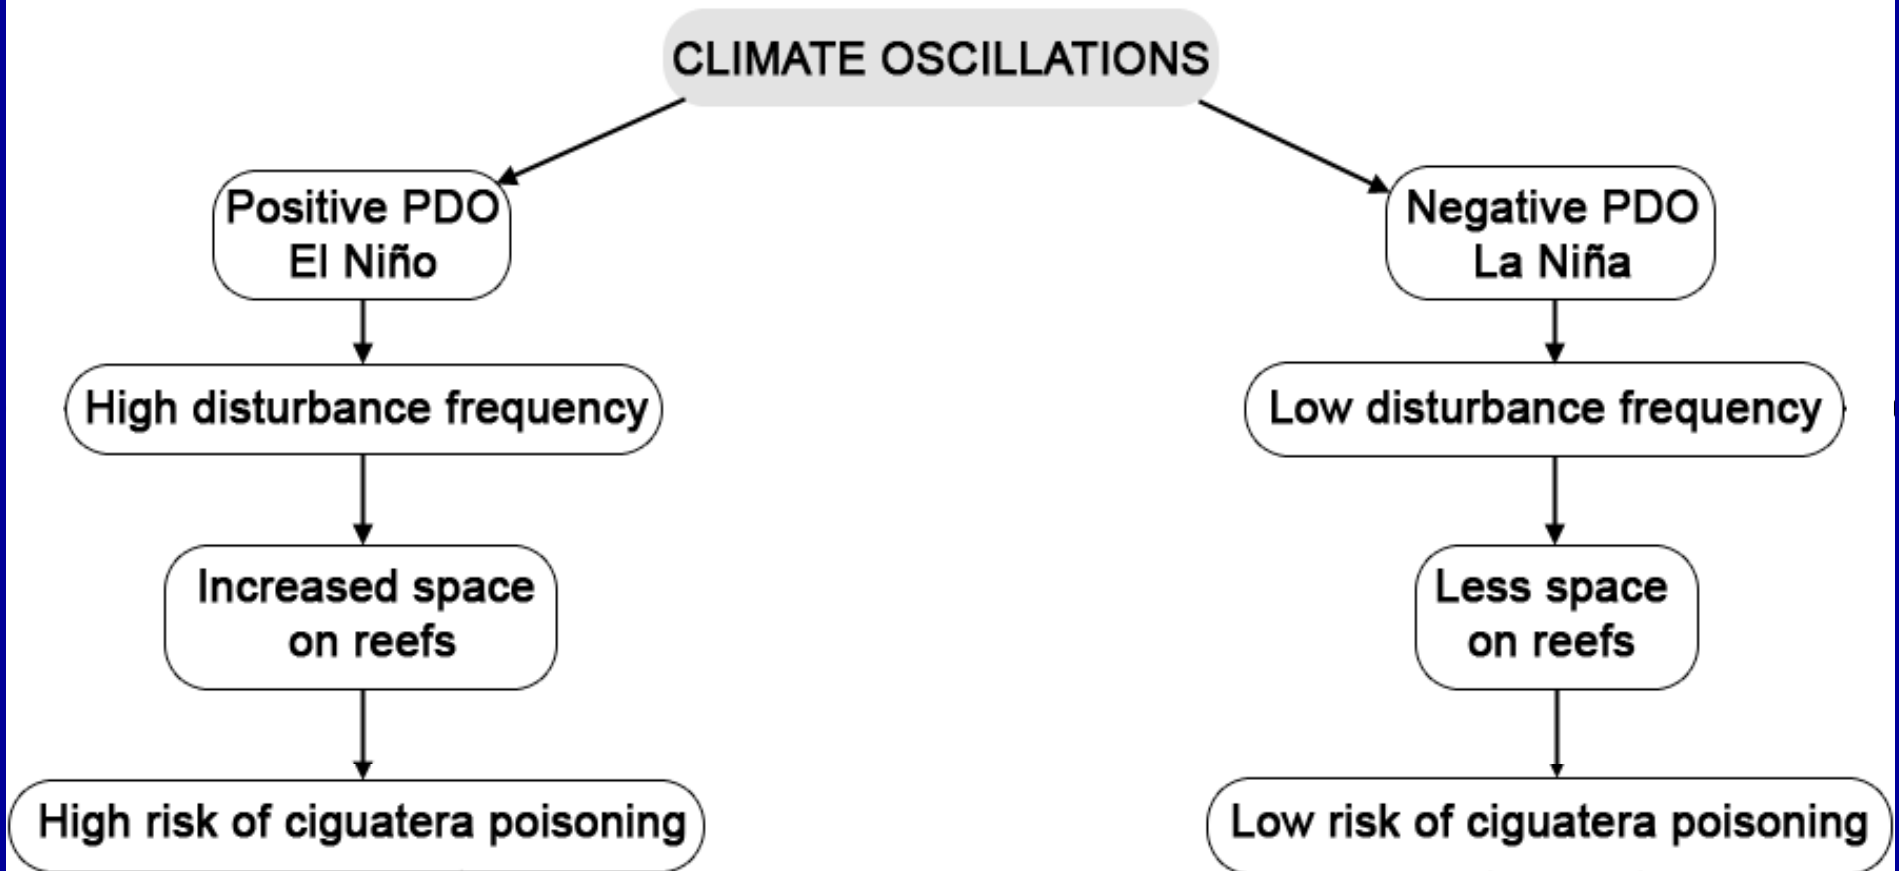 CLIMATE OSCILLATIONS
Positive PDO
El Niño
High disturbance frequency
Increased space
on reefs
High risk of ciguatera poisoning
Negative PDO
La Niña
Low disturbance frequency
Less space
on reefs
Low risk of ciguatera poisoning